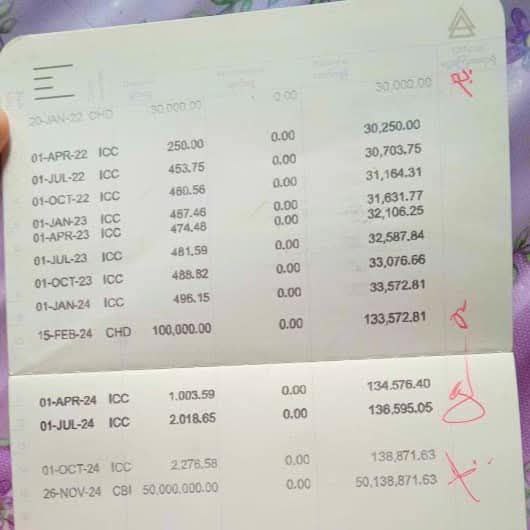 20-JAN-22 CHD 30,000.00 0.00 30,000.00
01-APR-22 ICC 250.00 0.00 30,250.00
01-JUL-22 ICC 453.75 0.00 30,703.75
01-OCT-22 ICC 460.56 0.00 31,164.31
01-JAN-23 ICC 467.46 0.00 31,631.77
01-APR-23 ICC 474.48 0.00 32,106.25
01-JUL-23 ICC 481.59 0.00 32,587.84
01-OCT-23 ICC 488.82 0.00 33,076.66
01-JAN-24 ICC 496.15 0.00 33,572.81
15-FEB-24 CHD 100,000.00 0.00 133,572.81
01-APR-24 ICC 1,003.59 0.00 134,576.40
01-JUL-24 ICC 2,018.65 0.00 136,595.05
01-OCT-24 ICC 2,276.58 0.00 138,871.63
26-NOV-24 CBI 50,000,000.00 0.00 50,138,871.63